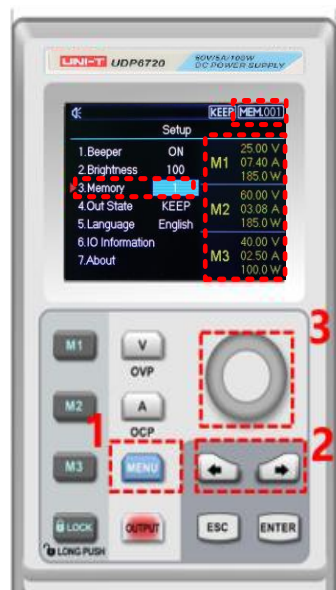 UNI-T UDP6720 60V/5A/100W
DC POWER SUPPLY
KEEP MEM.001
Setup
1.Beeper ON
2.Brightness 100
3.Memory 1
4.Out State KEEP
5.Language English
6.IO Information
7.About
M1 25.00 V
07.40 A
185.0 W
M2 60.00 V
03.08 A
185.0 W
M3 40.00 V
02.50 A
100.0 W
3
M1 V
OVP
M2 A
OCP
1 2
M3 MENU
LOCK OUTPUT ESC ENTER
LONG PUSH